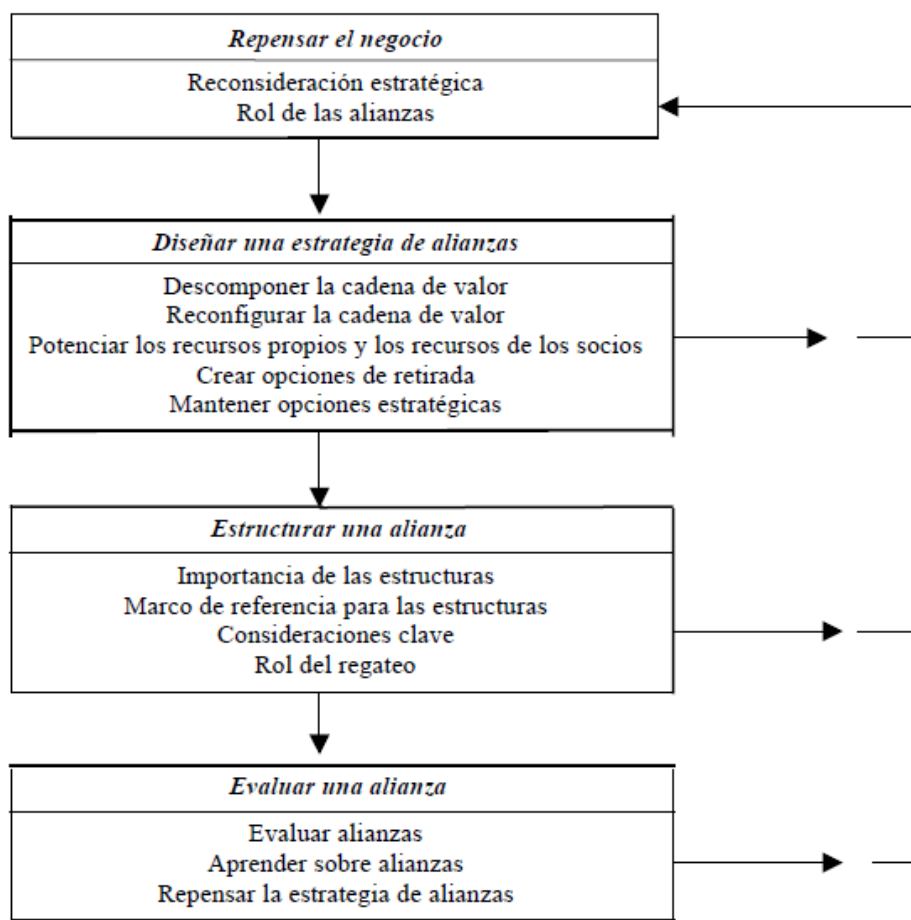 Repensar el negocio
Reconsideración estratégica
Rol de las alianzas
Diseñar una estrategia de alianzas
Descomponer la cadena de valor
Reconfigurar la cadena de valor
Potenciar los recursos propios y los recursos de los socios
Crear opciones de retirada
Mantener opciones estratégicas
Estructurar una alianza
Importancia de las estructuras
Marco de referencia para las estructuras
Consideraciones clave
Rol del regateo
Evaluar una alianza
Evaluar alianzas
Aprender sobre alianzas
Repensar la estrategia de alianzas